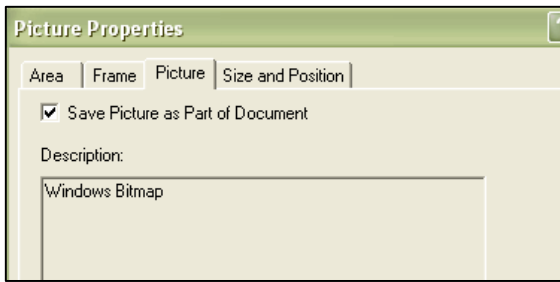 Picture Properties
?
Area Frame Picture Size and Position
Save Picture as Part of Document
Description:
Windows Bitmap